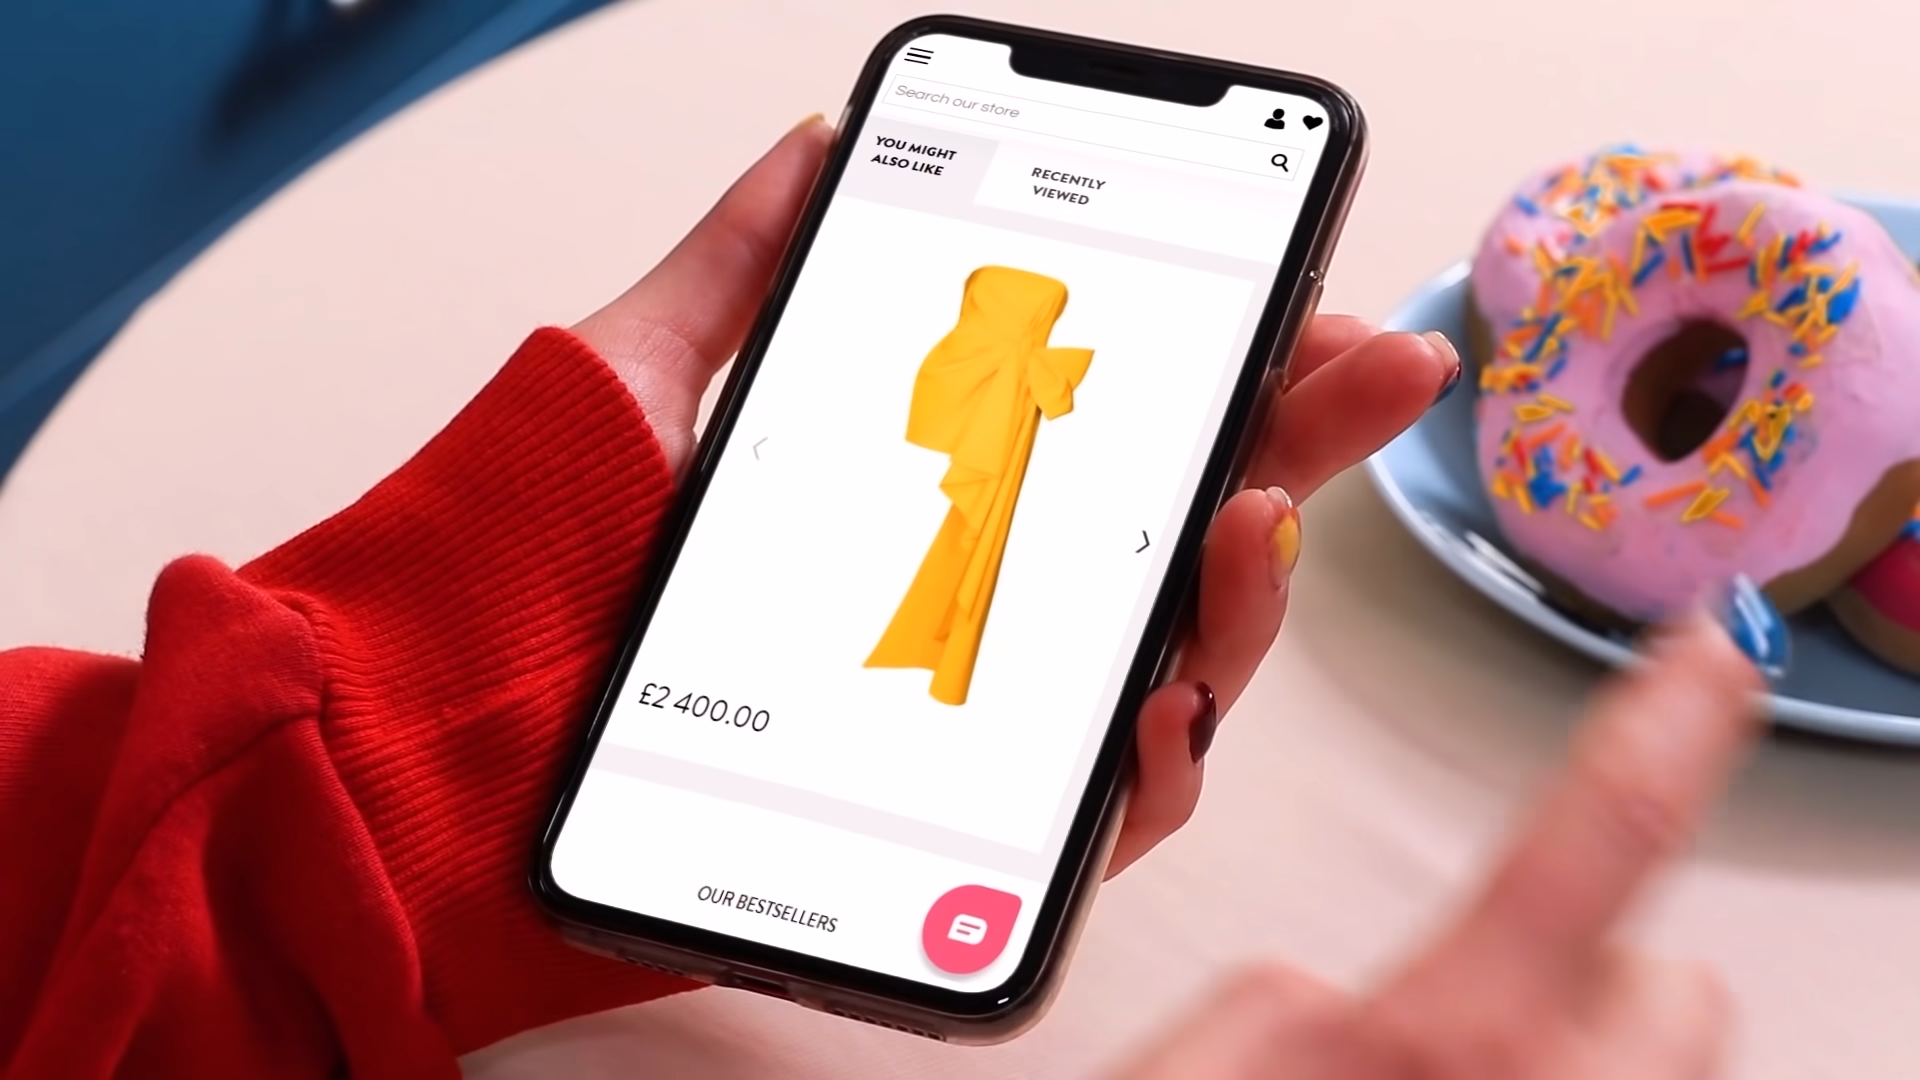 Search our store
YOU MIGHT
ALSO LIKE
RECENTLY
VIEWED
£2 400.00
OUR BESTSELLERS